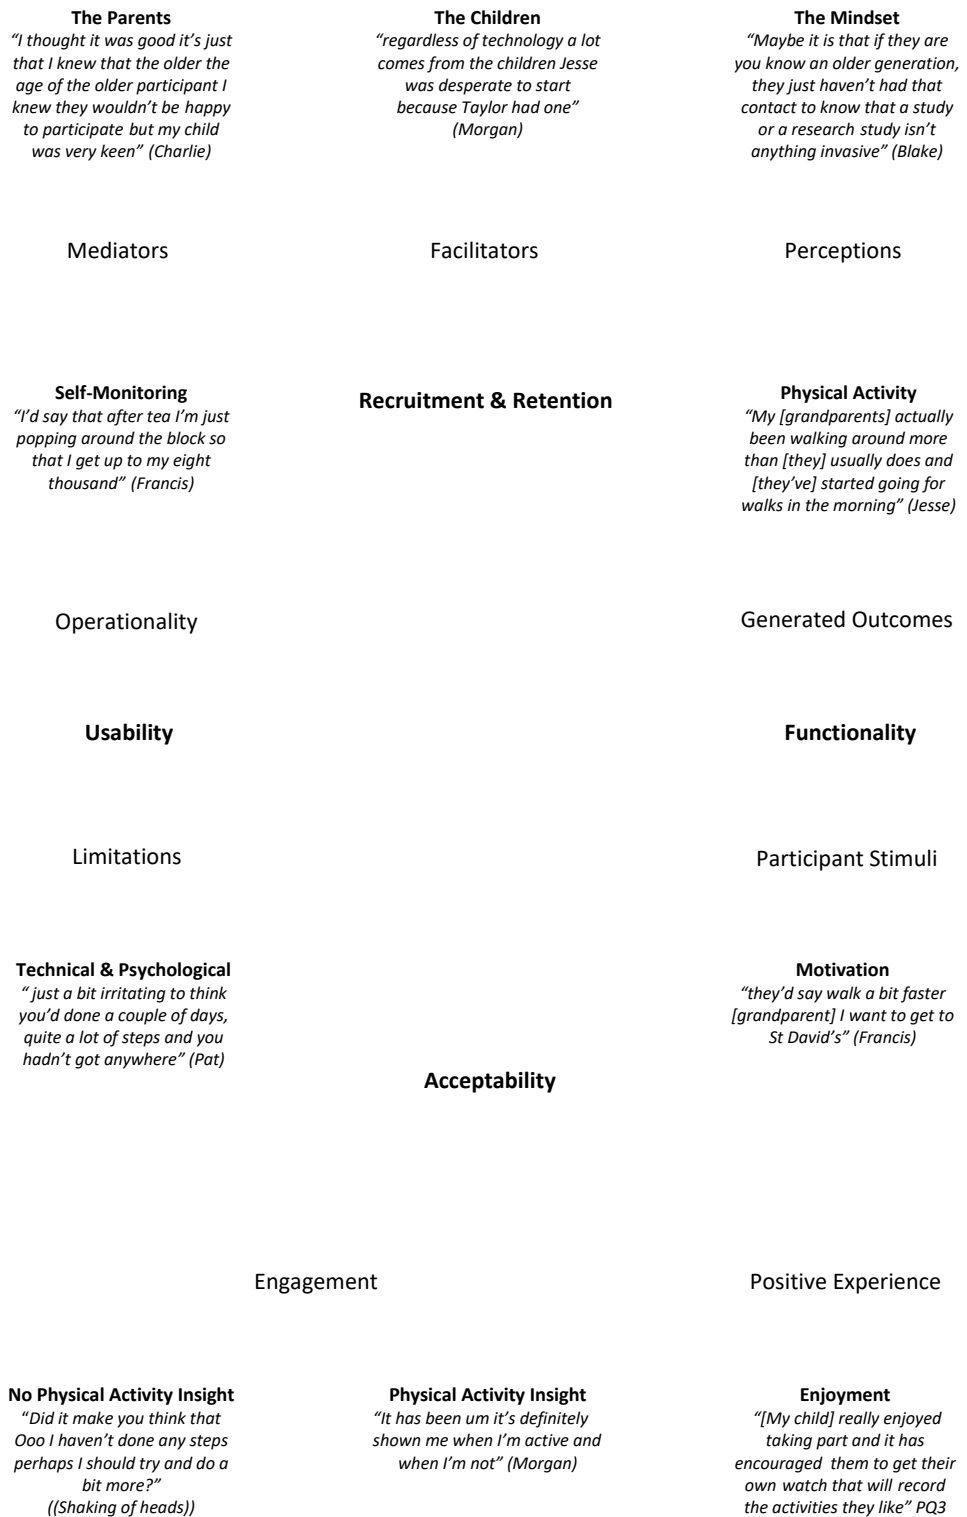 The Parents
“I thought it was good it’s just
that I knew that the older the
age of the older participant I
knew they wouldn’t be happy
to participate but my child
was very keen” (Charlie)
The Children
“regardless of technology a lot
comes from the children Jesse
was desperate to start
because Taylor had one”
(Morgan)
The Mindset
“Maybe it is that if they are
you know an older generation,
they just haven’t had that
contact to know that a study
or a research study isn’t
anything invasive” (Blake)
Mediators
Facilitators
Perceptions
Self-Monitoring
“I’d say that after tea I’m just
popping around the block so
that I get up to my eight
thousand” (Francis)
Recruitment & Retention
Physical Activity
“My [grandparents] actually
been walking around more
than [they] usually does and
[they’ve] started going for
walks in the morning” (Jesse)
Operationality
Generated Outcomes
Usability
Functionality
Limitations
Participant Stimuli
Technical & Psychological
“ just a bit irritating to think
you’d done a couple of days,
quite a lot of steps and you
hadn’t got anywhere” (Pat)
Motivation
“they’d say walk a bit faster
[grandparent] I want to get to
St David’s” (Francis)
Acceptability
Engagement
Positive Experience
No Physical Activity Insight
“Did it make you think that
Ooo I haven’t done any steps
perhaps I should try and do a
bit more?”
((Shaking of heads))
Physical Activity Insight
“It has been um it’s definitely
shown me when I’m active and
when I’m not” (Morgan)
Enjoyment
“[My child] really enjoyed
taking part and it has
encouraged them to get their
own watch that will record
the activities they like” PQ3